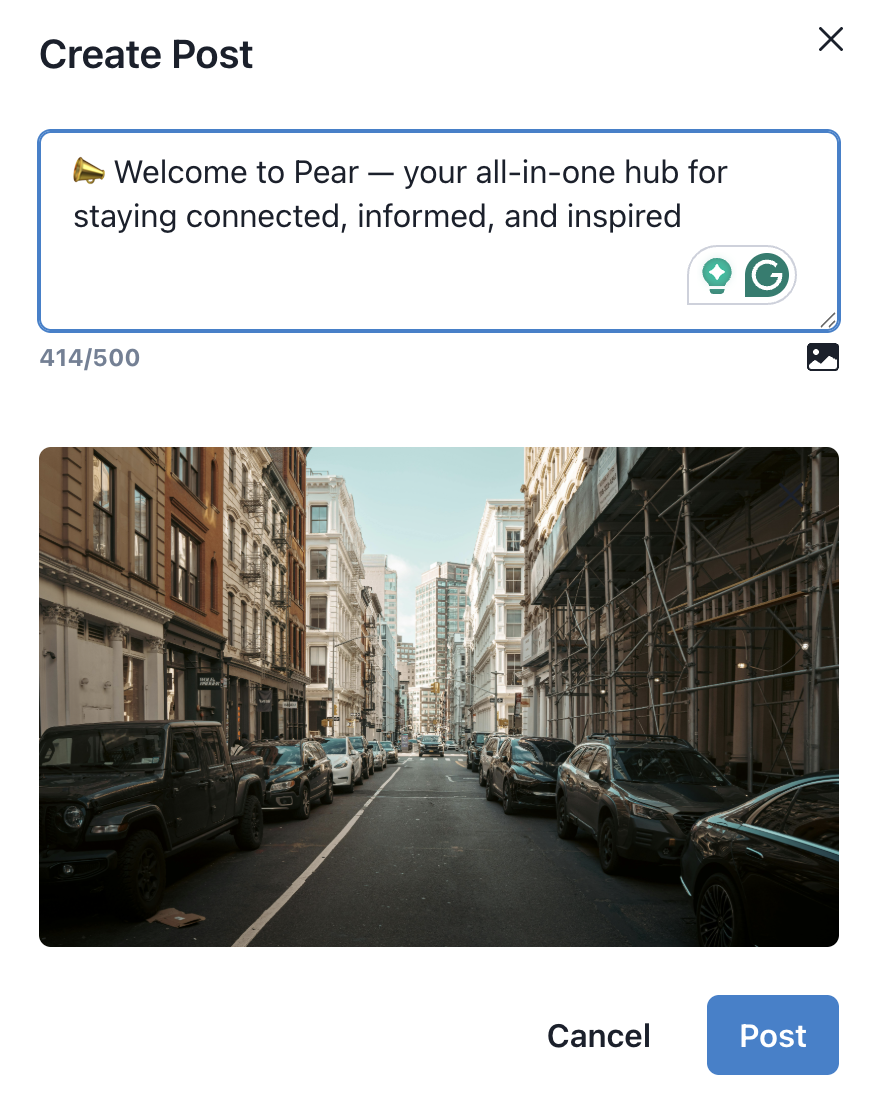 Create Post
📣 Welcome to Pear — your all-in-one hub for
staying connected, informed, and inspired
414/500
Cancel
Post